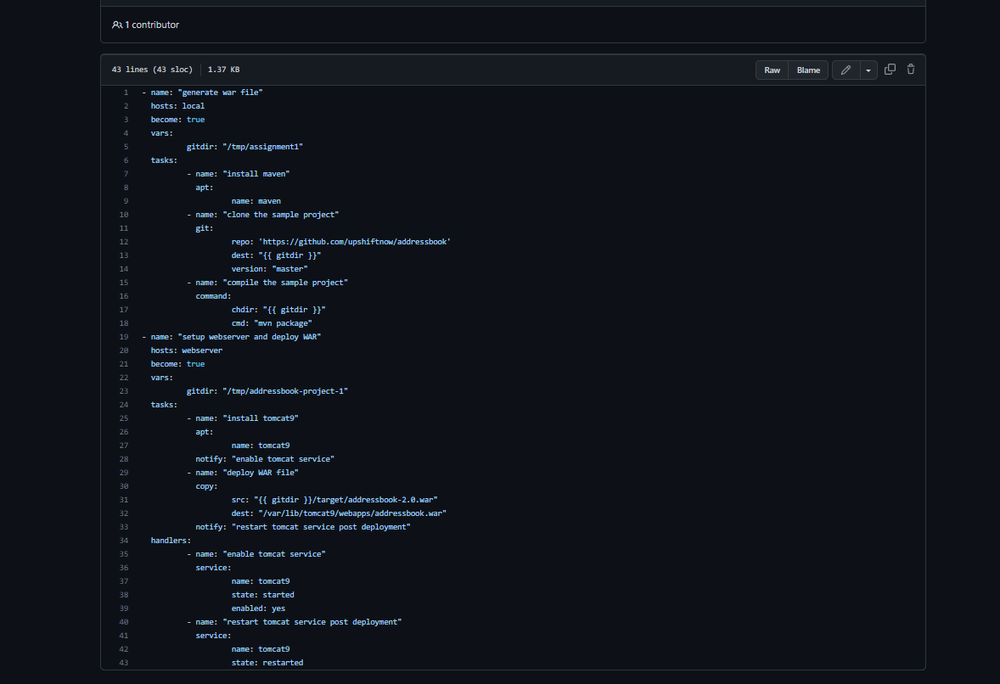 1 contributor
43 lines (43 sloc) 1.37 KB Raw Blame
1 - name: "generate war file"
2 hosts: local
3 become: true
4 vars:
5 gitdir: "/tmp/assignment1"
6 tasks:
7 - name: "install maven"
8 apt:
9 name: maven
10 - name: "clone the sample project"
11 git:
12 repo: 'https://github.com/upshiftnow/addressbook'
13 dest: "{{ gitdir }}"
14 version: "master"
15 - name: "compile the sample project"
16 command:
17 chdir: "{{ gitdir }}"
18 cmd: "mvn package"
19 - name: "setup webserver and deploy WAR"
20 hosts: webserver
21 become: true
22 vars:
23 gitdir: "/tmp/addressbook-project-1"
24 tasks:
25 - name: "install tomcat9"
26 apt:
27 name: tomcat9
28 notify: "enable tomcat service"
29 - name: "deploy WAR file"
30 copy:
31 src: "{{ gitdir }}/target/addressbook-2.0.war"
32 dest: "/var/lib/tomcat9/webapps/addressbook.war"
33 notify: "restart tomcat service post deployment"
34 handlers:
35 - name: "enable tomcat service"
36 service:
37 name: tomcat9
38 state: started
39 enabled: yes
40 - name: "restart tomcat service post deployment"
41 service:
42 name: tomcat9
43 state: restarted